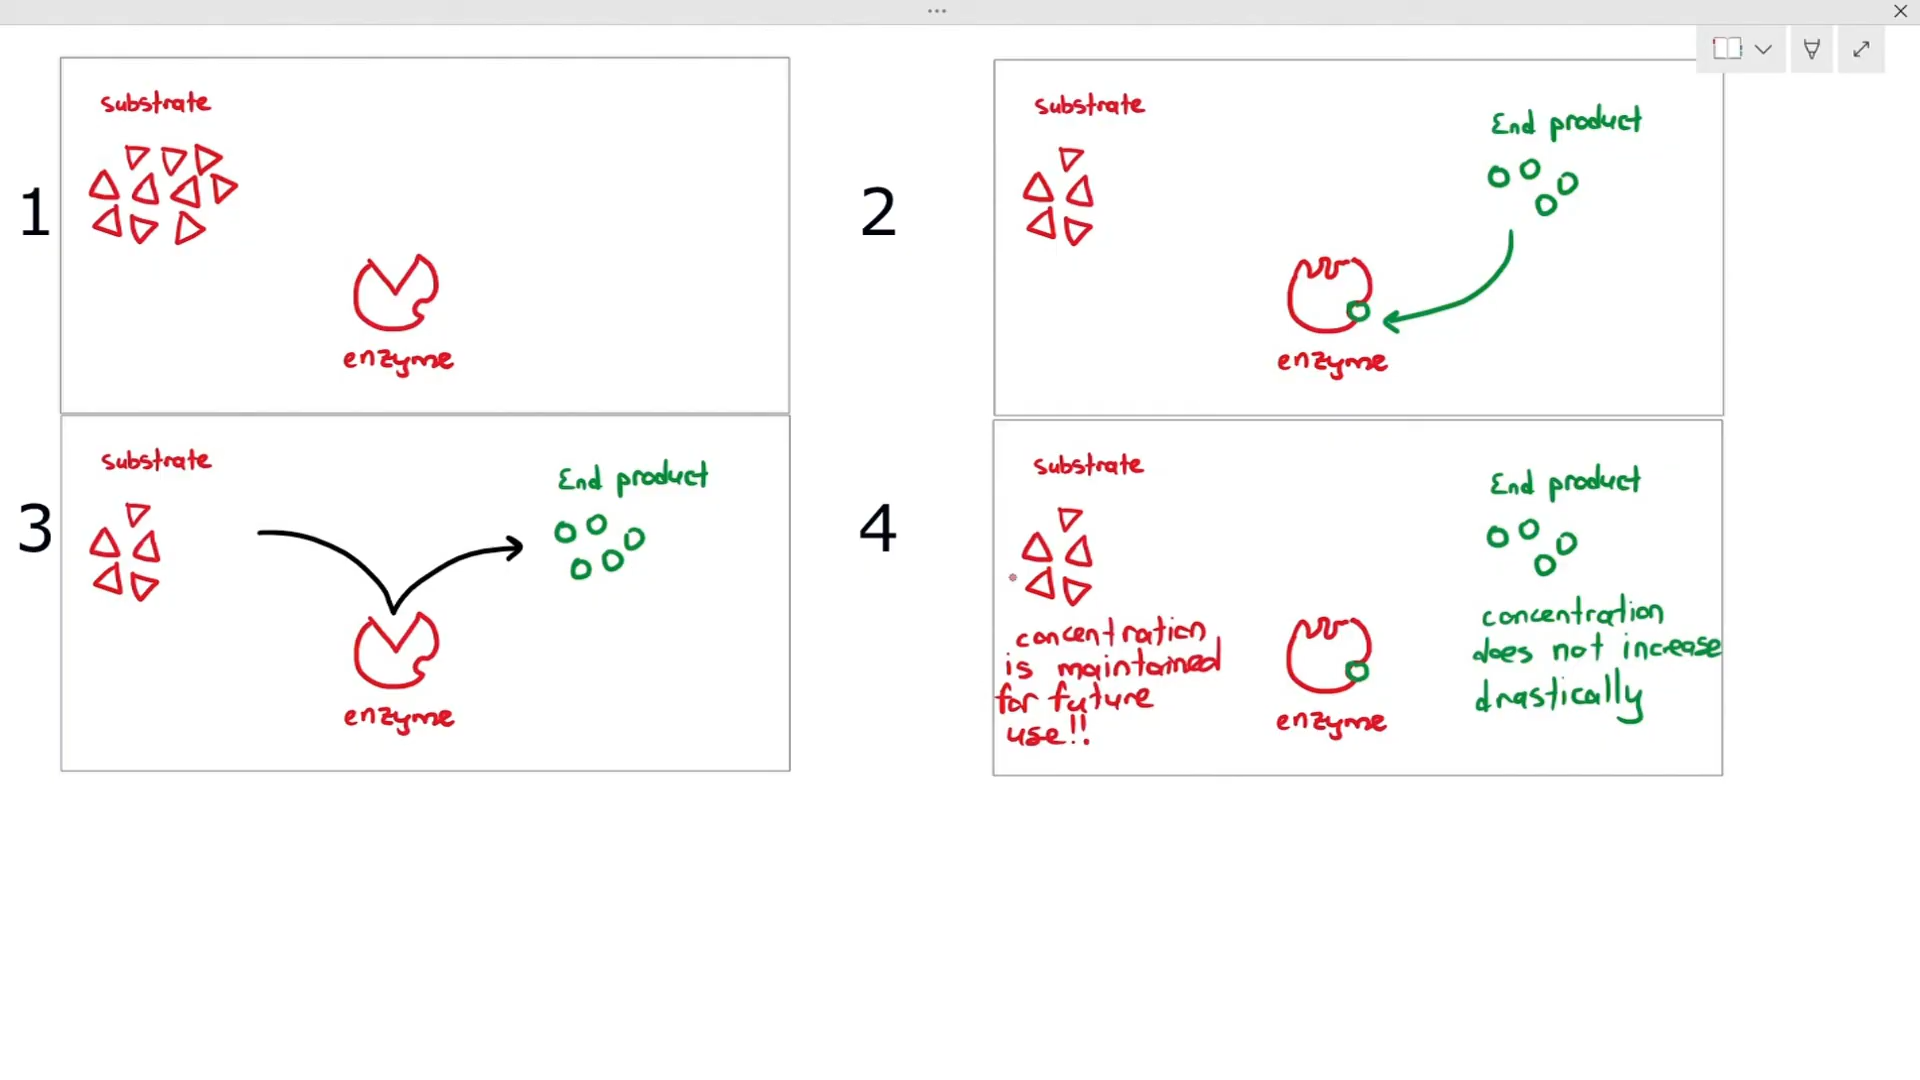 1
substrate
enzyme
2
substrate
End product
enzyme
3
substrate
End product
enzyme
4
substrate
concentration
is maintained
for future
use!!
enzyme
End product
concentration
does not increase
drastically